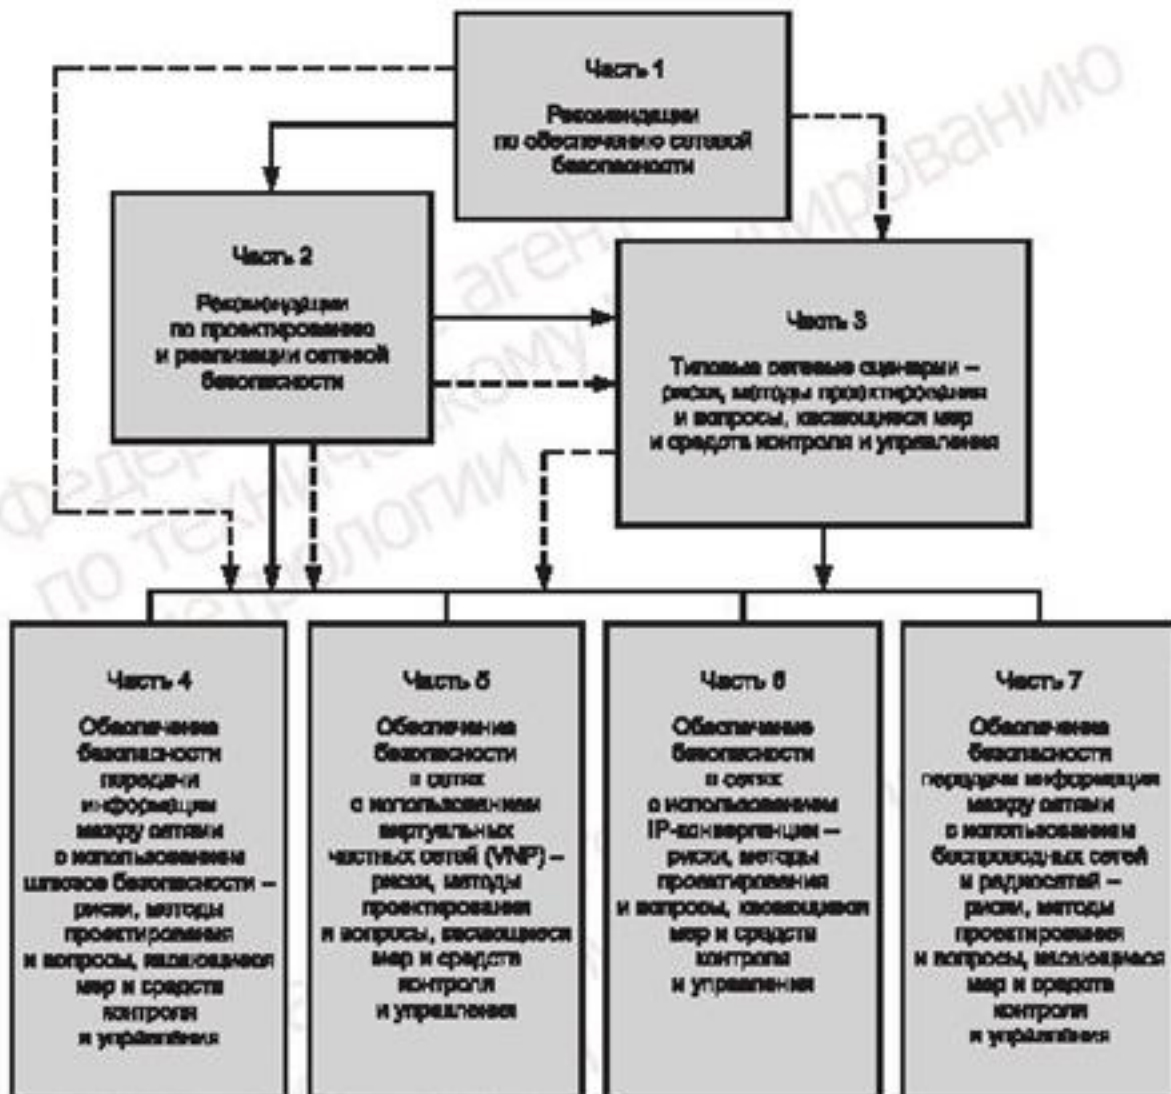 Часть 1
Рекомендации
по обеспечению сетевой
безопасности
Часть 2
Рекомендации
по проектированию
и реализации сетевой
безопасности
Часть 3
Типовые сетевые сценарии –
риски, методы проектирования
и вопросы, касающиеся мер
и средств контроля и управления
Часть 4
Обеспечение
безопасности
передачи
информации
между сетями
с использованием
шлюзов безопасности –
риски, методы
проектирования
и вопросы, касающиеся
мер и средств
контроля
и управления
Часть 5
Обеспечение
безопасности
в сетях
с использованием
виртуальных
частных сетей (VNP) –
риски, методы
проектирования
и вопросы, касающиеся
мер и средств
контроля
и управления
Часть 6
Обеспечение
безопасности
в сетях
с использованием
IP-конвергенции –
риски, методы
проектирования
и вопросы, касающиеся
мер и средств
контроля
и управления
Часть 7
Обеспечение
безопасности
передачи информации
между сетями
с использованием
беспроводных сетей
и радиосетей –
риски, методы
проектирования
и вопросы, касающиеся
мер и средств
контроля
и управления